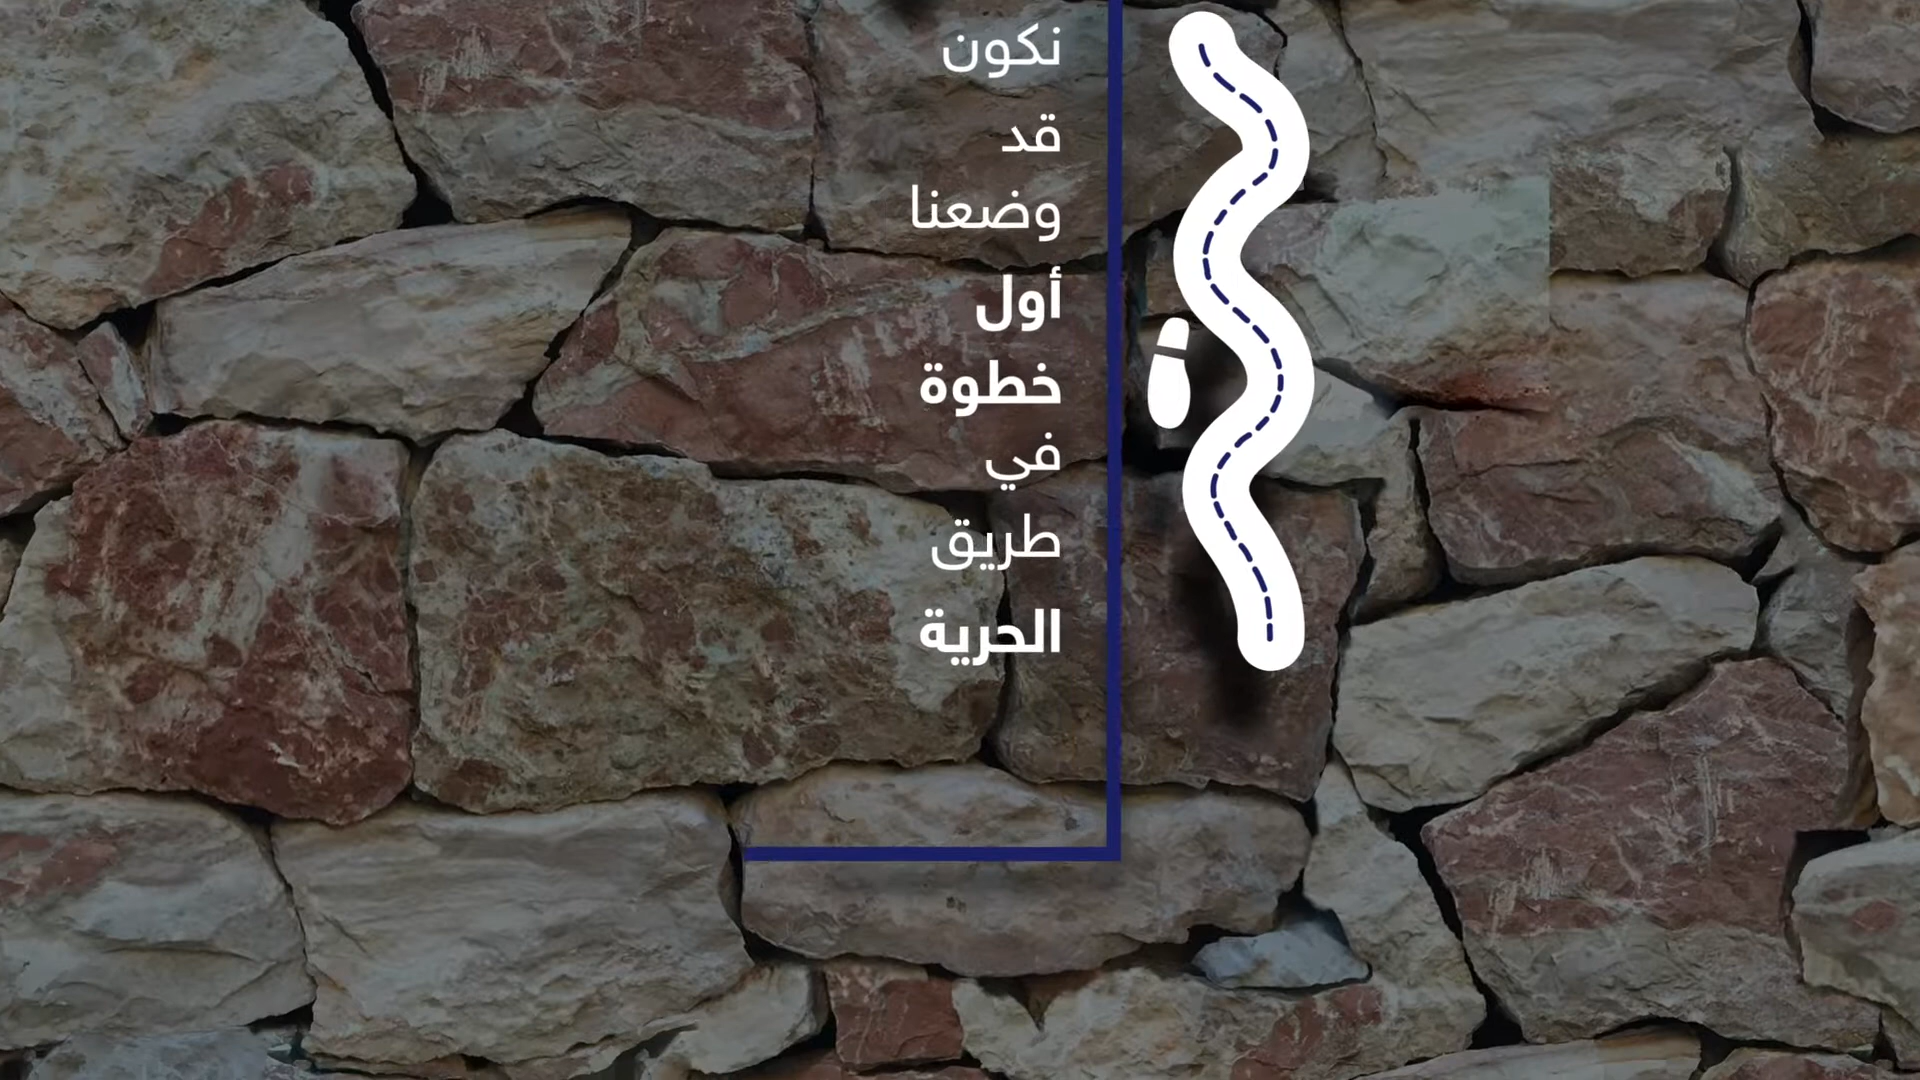 نكون
قد
وضعنا
أول
خطوة
في
طريق
الحرية